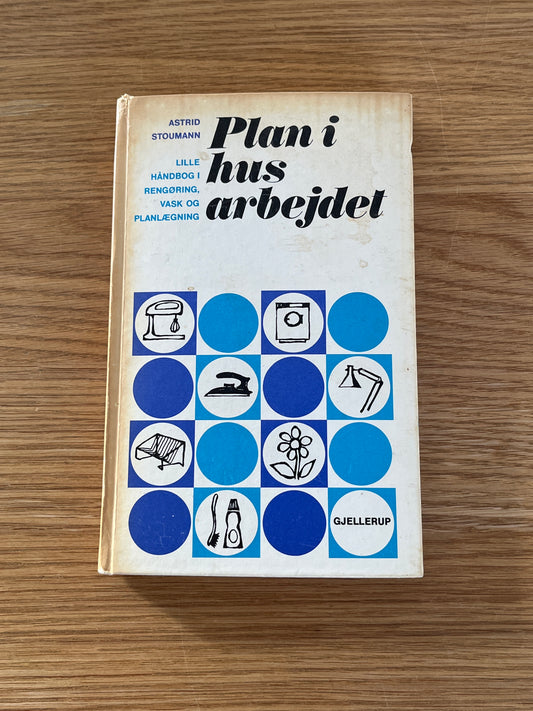 ASTRID
STOUMANN
LILLE
HÅNDBOG I
RENGØRING,
VASK OG
PLANLÆGNING
Plan i
hus
arbejdet
GJELLERUP